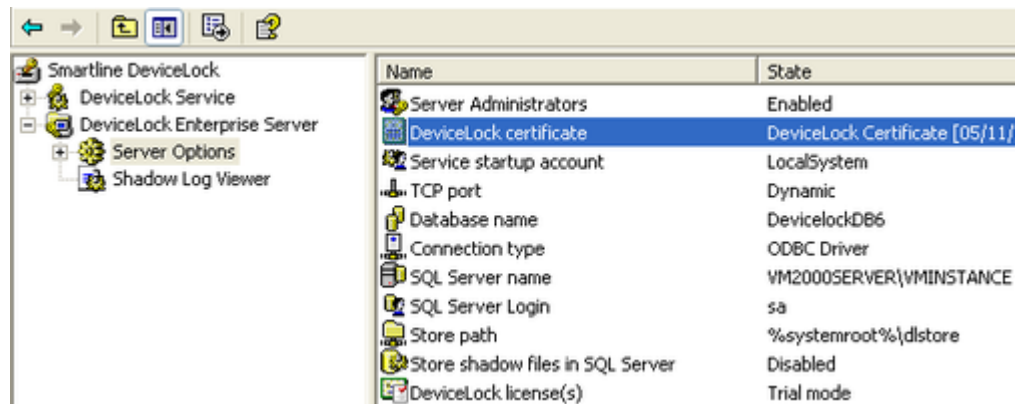 Smartline DeviceLock
DeviceLock Service
DeviceLock Enterprise Server
Server Options
Shadow Log Viewer
Name State
Server Administrators Enabled
DeviceLock certificate DeviceLock Certificate [05/11/
Service startup account LocalSystem
TCP port Dynamic
Database name DevicelockDB6
Connection type ODBC Driver
SQL Server name VM2000SERVER\VMINSTANCE
SQL Server Login sa
Store path %systemroot%\dlstore
Store shadow files in SQL Server Disabled
DeviceLock license(s) Trial mode